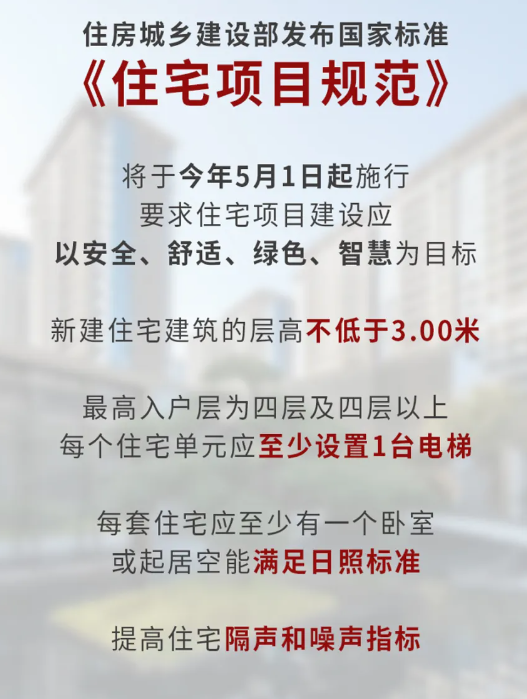 住房城乡建设部发布国家标准
《住宅项目规范》
将于今年5月1日起施行
要求住宅项目建设应
以安全、舒适、绿色、智慧为目标
新建住宅建筑的层高不低于3.00米
最高入户层为四层及四层以上
每个住宅单元应至少设置1台电梯
每套住宅应至少有一个卧室
或起居空能满足日照标准
提高住宅隔声和噪声指标